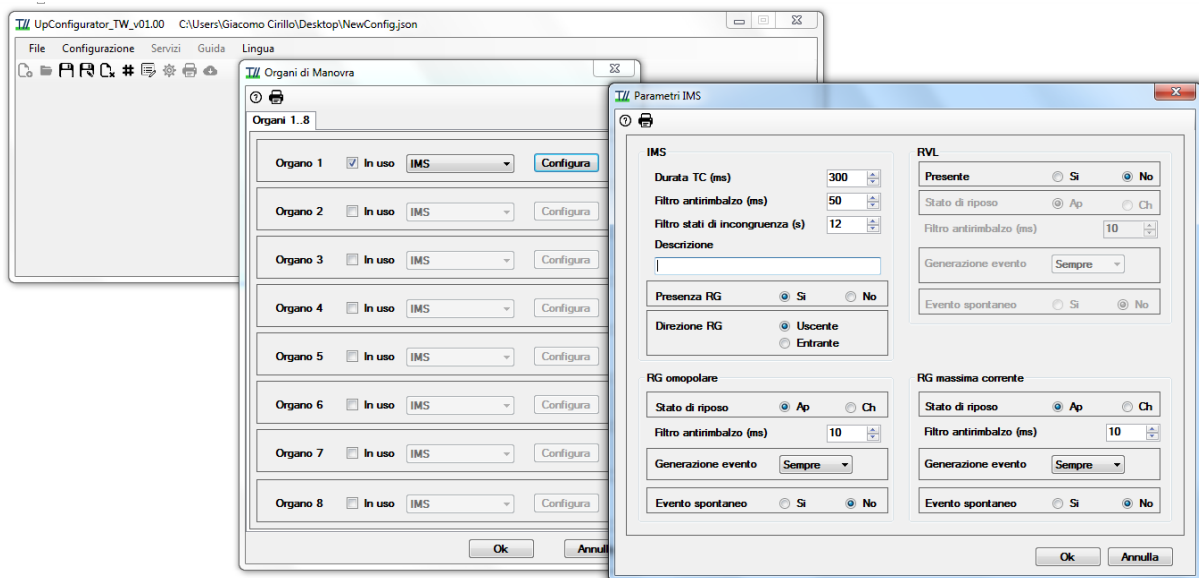 UpConfigurator_TW_v01.00 C:\Users\Giacomo Cirillo\Desktop\NewConfig.json
File Configurazione Servizi Guida Lingua
Organi di Manovra
Organi 1..8
Organo 1 In uso IMS Configura
Organo 2 In uso IMS Configura
Organo 3 In uso IMS Configura
Organo 4 In uso IMS Configura
Organo 5 In uso IMS Configura
Organo 6 In uso IMS Configura
Organo 7 In uso IMS Configura
Organo 8 In uso IMS Configura
Ok Annull
Parametri IMS
IMS
Durata TC (ms) 300
Filtro antirimbalzo (ms) 50
Filtro stati di incongruenza (s) 12
Descrizione
Presenza RG Si No
Direzione RG Uscente
Entrante
RVL
Presente Si No
Stato di riposo Ap Ch
Filtro antirimbalzo (ms) 10
Generazione evento Sempre
Evento spontaneo Si No
RG omopolare
Stato di riposo Ap Ch
Filtro antirimbalzo (ms) 10
Generazione evento Sempre
Evento spontaneo Si No
RG massima corrente
Stato di riposo Ap Ch
Filtro antirimbalzo (ms) 10
Generazione evento Sempre
Evento spontaneo Si No
Ok Annulla